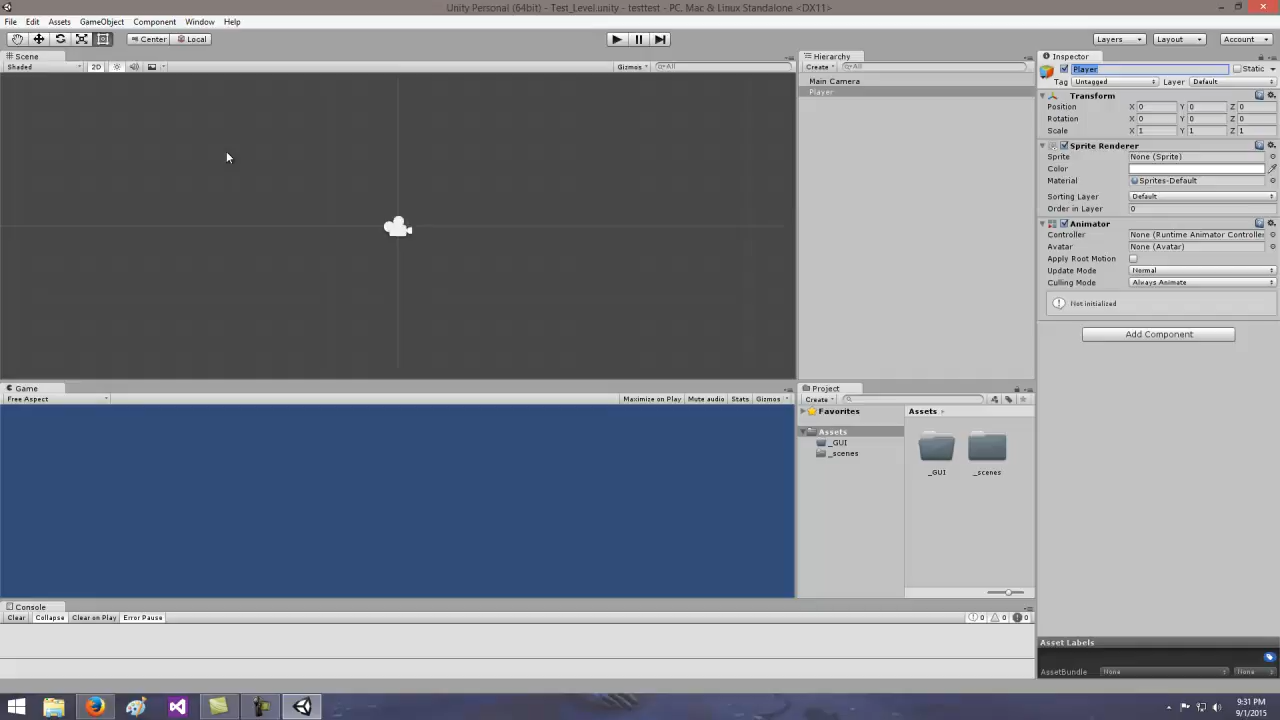 Unity Personal (64bit) - Test_Level.unity - testtest - PC, Mac & Linux Standalone <DX11>
File Edit Assets GameObject Component Window Help
Center Local Layers Layout Account
Scene
Shaded 2D Gizmos All
Hierarchy
Create All
Main Camera
Player
Inspector
Player Static
Tag Untagged Layer Default
Transform
Position X 0 Y 0 Z 0
Rotation X 0 Y 0 Z 0
Scale X 1 Y 1 Z 1
Sprite Renderer
Sprite None (Sprite)
Color
Material Sprites-Default
Sorting Layer Default
Order in Layer 0
Animator
Controller None (Runtime Animator Controller
Avatar None (Avatar)
Apply Root Motion
Update Mode Normal
Culling Mode Always Animate
Not initialized
Add Component
Game
Free Aspect Maximize on Play Mute audio Stats Gizmos
Project
Create
Favorites
Assets
_GUI
_scenes
Assets
_GUI _scenes
Console
Clear Collapse Clear on Play Error Pause 0 0 0
Asset Labels
AssetBundle None None
9:31 PM
9/1/2015